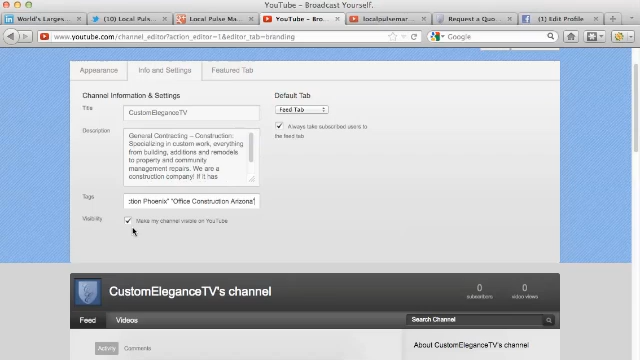 YouTube - Broadcast Yourself.
World's Larges...
Local Pulse...
Local Pulse Ma...
YouTube – Bro...
localpulsemar...
Request a Quo...
Edit Profile
www.youtube.com/channel_editor?action_editor=1&editor_tab=branding
Google
Appearance
Info and Settings
Featured Tab
Channel Information & Settings
Title
CustomEleganceTV
Description
General Contracting – Construction:
Specializing in custom work, everything
from building, additions and remodels
to property and community
management repairs. We are a
construction company! If it has
Tags
:tion Phoenix" "Office Construction Arizona"
Visibility
Make my channel visible on YouTube
Default Tab
Feed Tab
Always take subscribed users to
the feed tab
CustomEleganceTV's channel
0
subscribers
0
video views
Feed
Videos
Search Channel
Activity
Comments
About CustomEleganceTV's channel